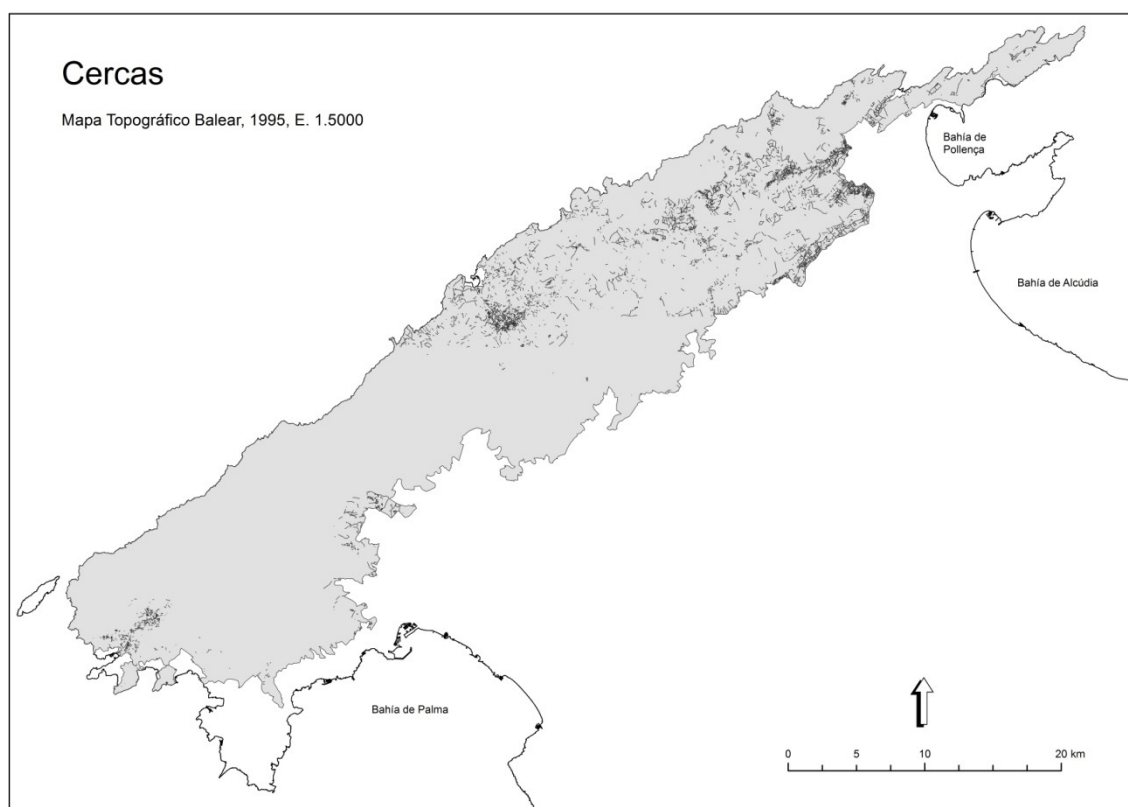 Cercas
Mapa Topográfico Balear, 1995, E. 1.5000
Bahía de
Pollença
Bahía de Alcúdia
Bahía de Palma
0 5 10 20 km